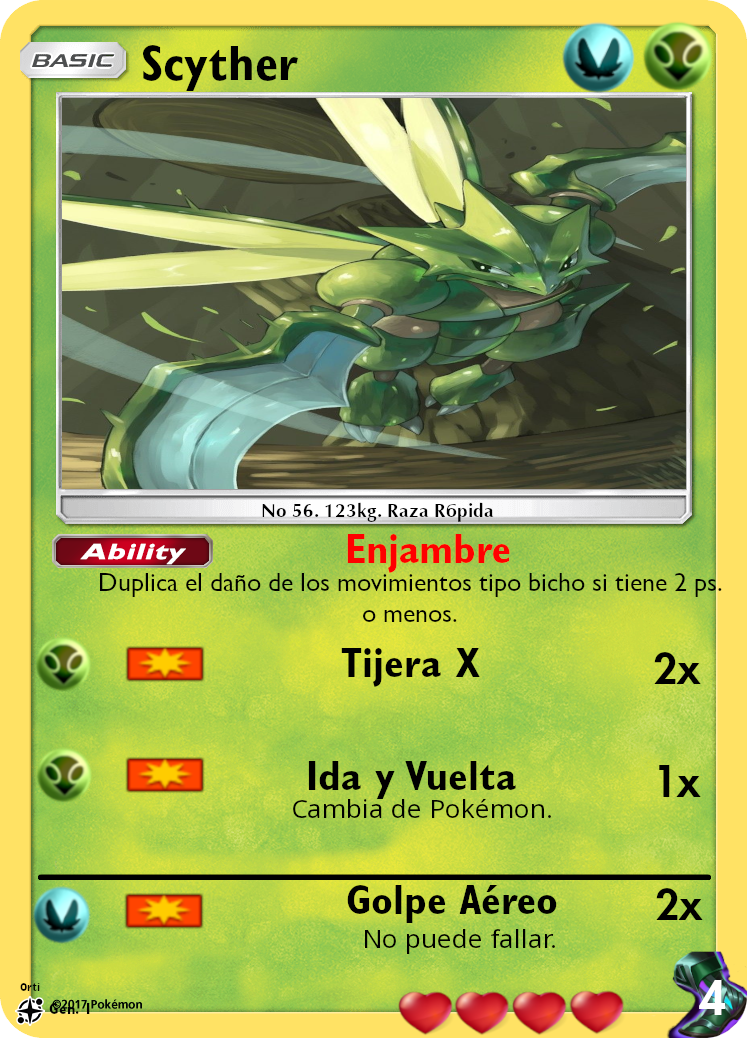 BASIC Scyther
No 56. 123kg. Raza Rópida
Ability Enjambre
Duplica el daño de los movimientos tipo bicho si tiene 2 ps.
o menos.
Tijera X 2x
Ida y Vuelta 1x
Cambia de Pokémon.
Golpe Aéreo 2x
No puede fallar.
Orti
©2017 Pokémon
Gen. 1
4